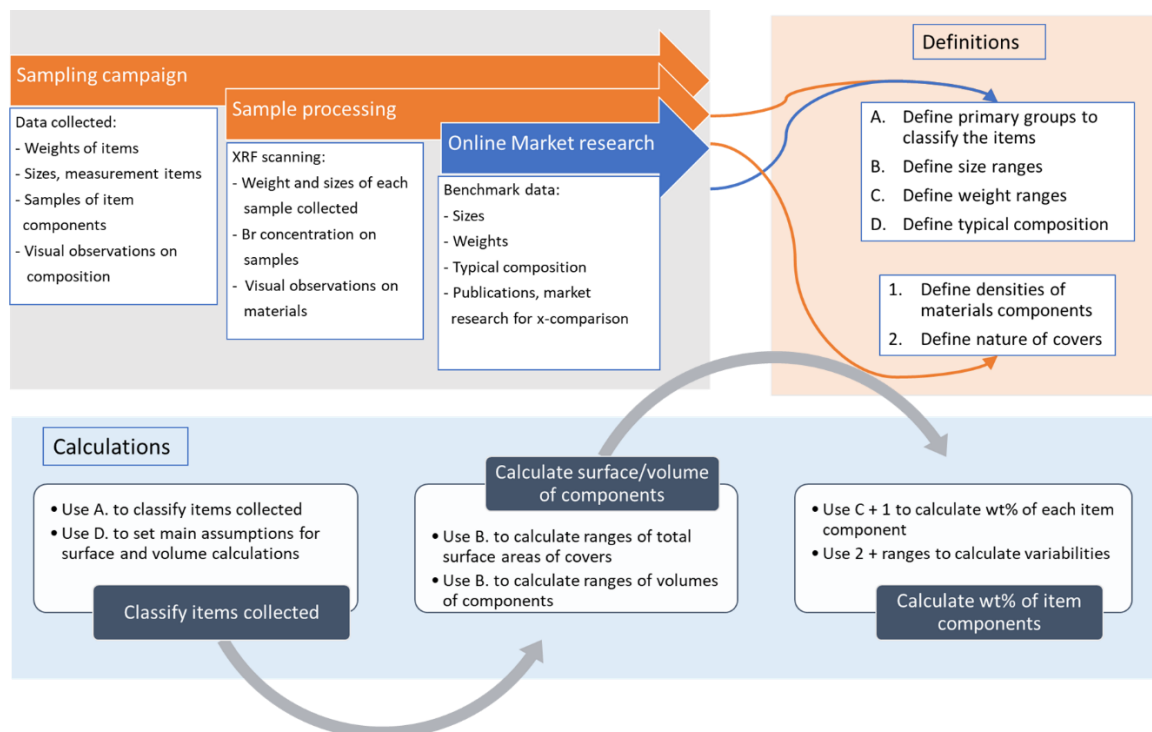 Sampling campaign
Data collected:
- Weights of items
- Sizes, measurement items
- Samples of item
components
- Visual observations on
composition
Sample processing
XRF scanning:
- Weight and sizes of each
sample collected
- Br concentration on
samples
- Visual observations on
materials
Online Market research
Benchmark data:
- Sizes
- Weights
- Typical composition
- Publications, market
research for x-comparison
Definitions
A. Define primary groups to
classify the items
B. Define size ranges
C. Define weight ranges
D. Define typical composition
1. Define densities of
materials components
2. Define nature of covers
Calculations
• Use A. to classify items collected
• Use D. to set main assumptions for
surface and volume calculations
Classify items collected
Calculate surface/volume
of components
• Use B. to calculate ranges of total
surface areas of covers
• Use B. to calculate ranges of volumes
of components
• Use C + 1 to calculate wt% of each item
component
• Use 2 + ranges to calculate variabilities
Calculate wt% of item
components